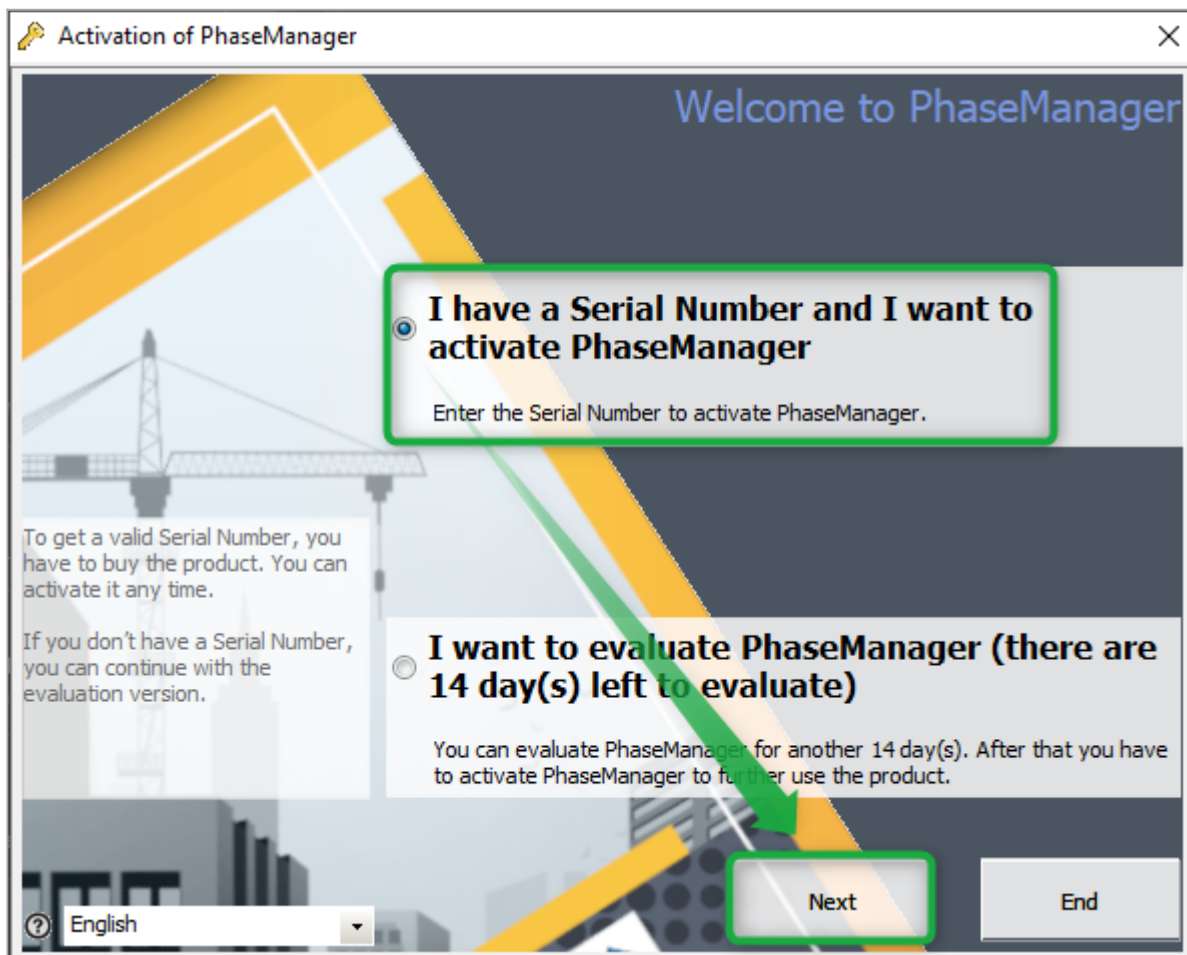 Activation of PhaseManager
Welcome to PhaseManager
I have a Serial Number and I want to
activate PhaseManager
Enter the Serial Number to activate PhaseManager.
To get a valid Serial Number, you
have to buy the product. You can
activate it any time.
If you don't have a Serial Number,
you can continue with the
evaluation version.
I want to evaluate PhaseManager (there are
14 day(s) left to evaluate)
You can evaluate PhaseManager for another 14 day(s). After that you have
to activate PhaseManager to further use the product.
English
Next
End